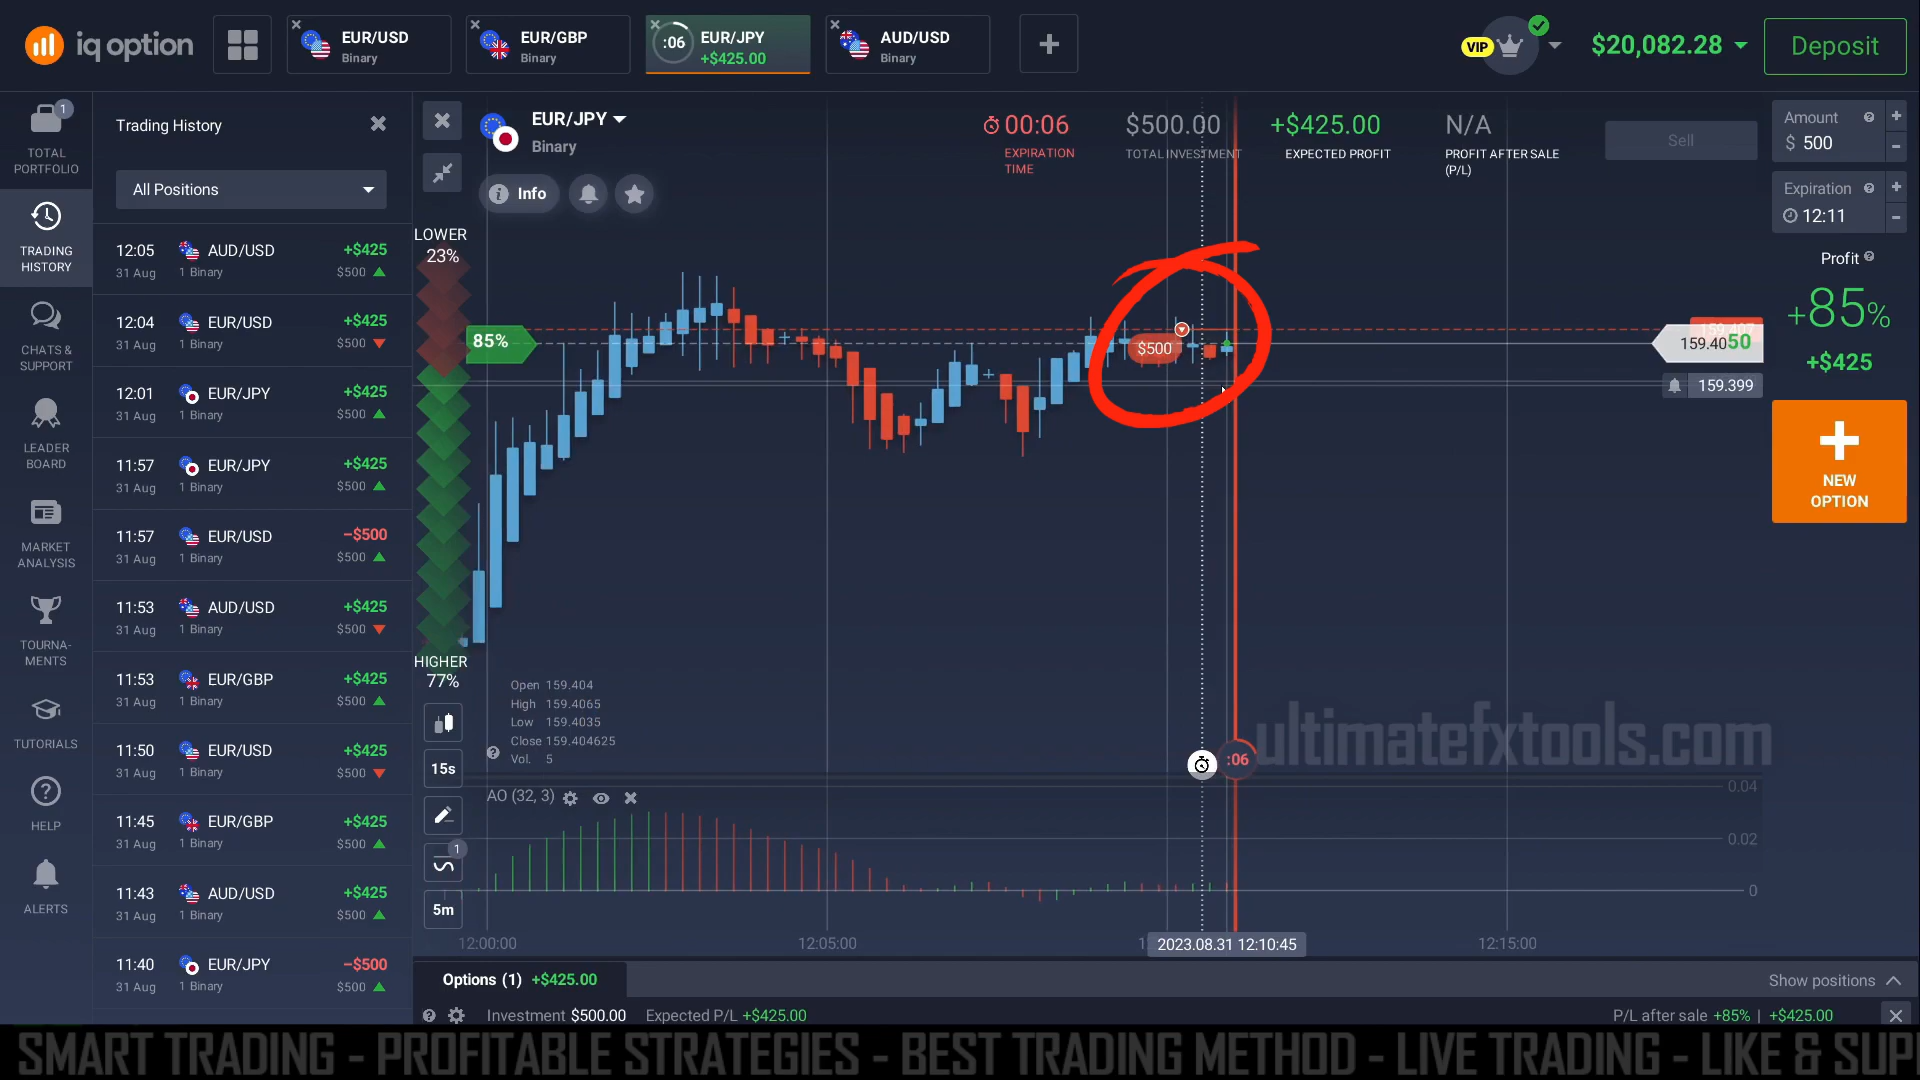 iq option
EUR/USD
Binary
EUR/GBP
Binary
:06
EUR/JPY
+$425.00
AUD/USD
Binary
VIP
$20,082.28
Deposit
1
TOTAL
PORTFOLIO
TRADING
HISTORY
CHATS &
SUPPORT
LEADER
BOARD
MARKET
ANALYSIS
TOURNA-
MENTS
TUTORIALS
HELP
ALERTS
Trading History
All Positions
12:05 AUD/USD +$425
31 Aug 1 Binary $500
12:04 EUR/USD +$425
31 Aug 1 Binary $500
12:01 EUR/JPY +$425
31 Aug 1 Binary $500
11:57 EUR/JPY +$425
31 Aug 1 Binary $500
11:57 EUR/USD −$500
31 Aug 1 Binary $500
11:53 AUD/USD +$425
31 Aug 1 Binary $500
11:53 EUR/GBP +$425
31 Aug 1 Binary $500
11:50 EUR/USD +$425
31 Aug 1 Binary $500
11:45 EUR/GBP +$425
31 Aug 1 Binary $500
11:43 AUD/USD +$425
31 Aug 1 Binary $500
11:40 EUR/JPY −$500
31 Aug 1 Binary $500
EUR/JPY
Binary
Info
00:06
EXPIRATION
TIME
$500.00
TOTAL INVESTMENT
+$425.00
EXPECTED PROFIT
N/A
PROFIT AFTER SALE
(P/L)
Sell
LOWER
23%
85%
$500
159.407
159.4050
159.399
HIGHER
77%
Open 159.404
High 159.4065
Low 159.4035
Close 159.404625
Vol. 5
ultimatefxtools.com
:06
15s
AO (32, 3)
0.04
0.02
0
1
5m
12:00:00
12:05:00
2023.08.31 12:10:45
12:15:00
Options (1) +$425.00
Show positions
Investment $500.00 Expected P/L +$425.00
P/L after sale +85% | +$425.00
Amount
$ 500
Expiration
12:11
Profit
+85%
+$425
NEW
OPTION
SMART TRADING - PROFITABLE STRATEGIES - BEST TRADING METHOD - LIVE TRADING - LIKE & SUP